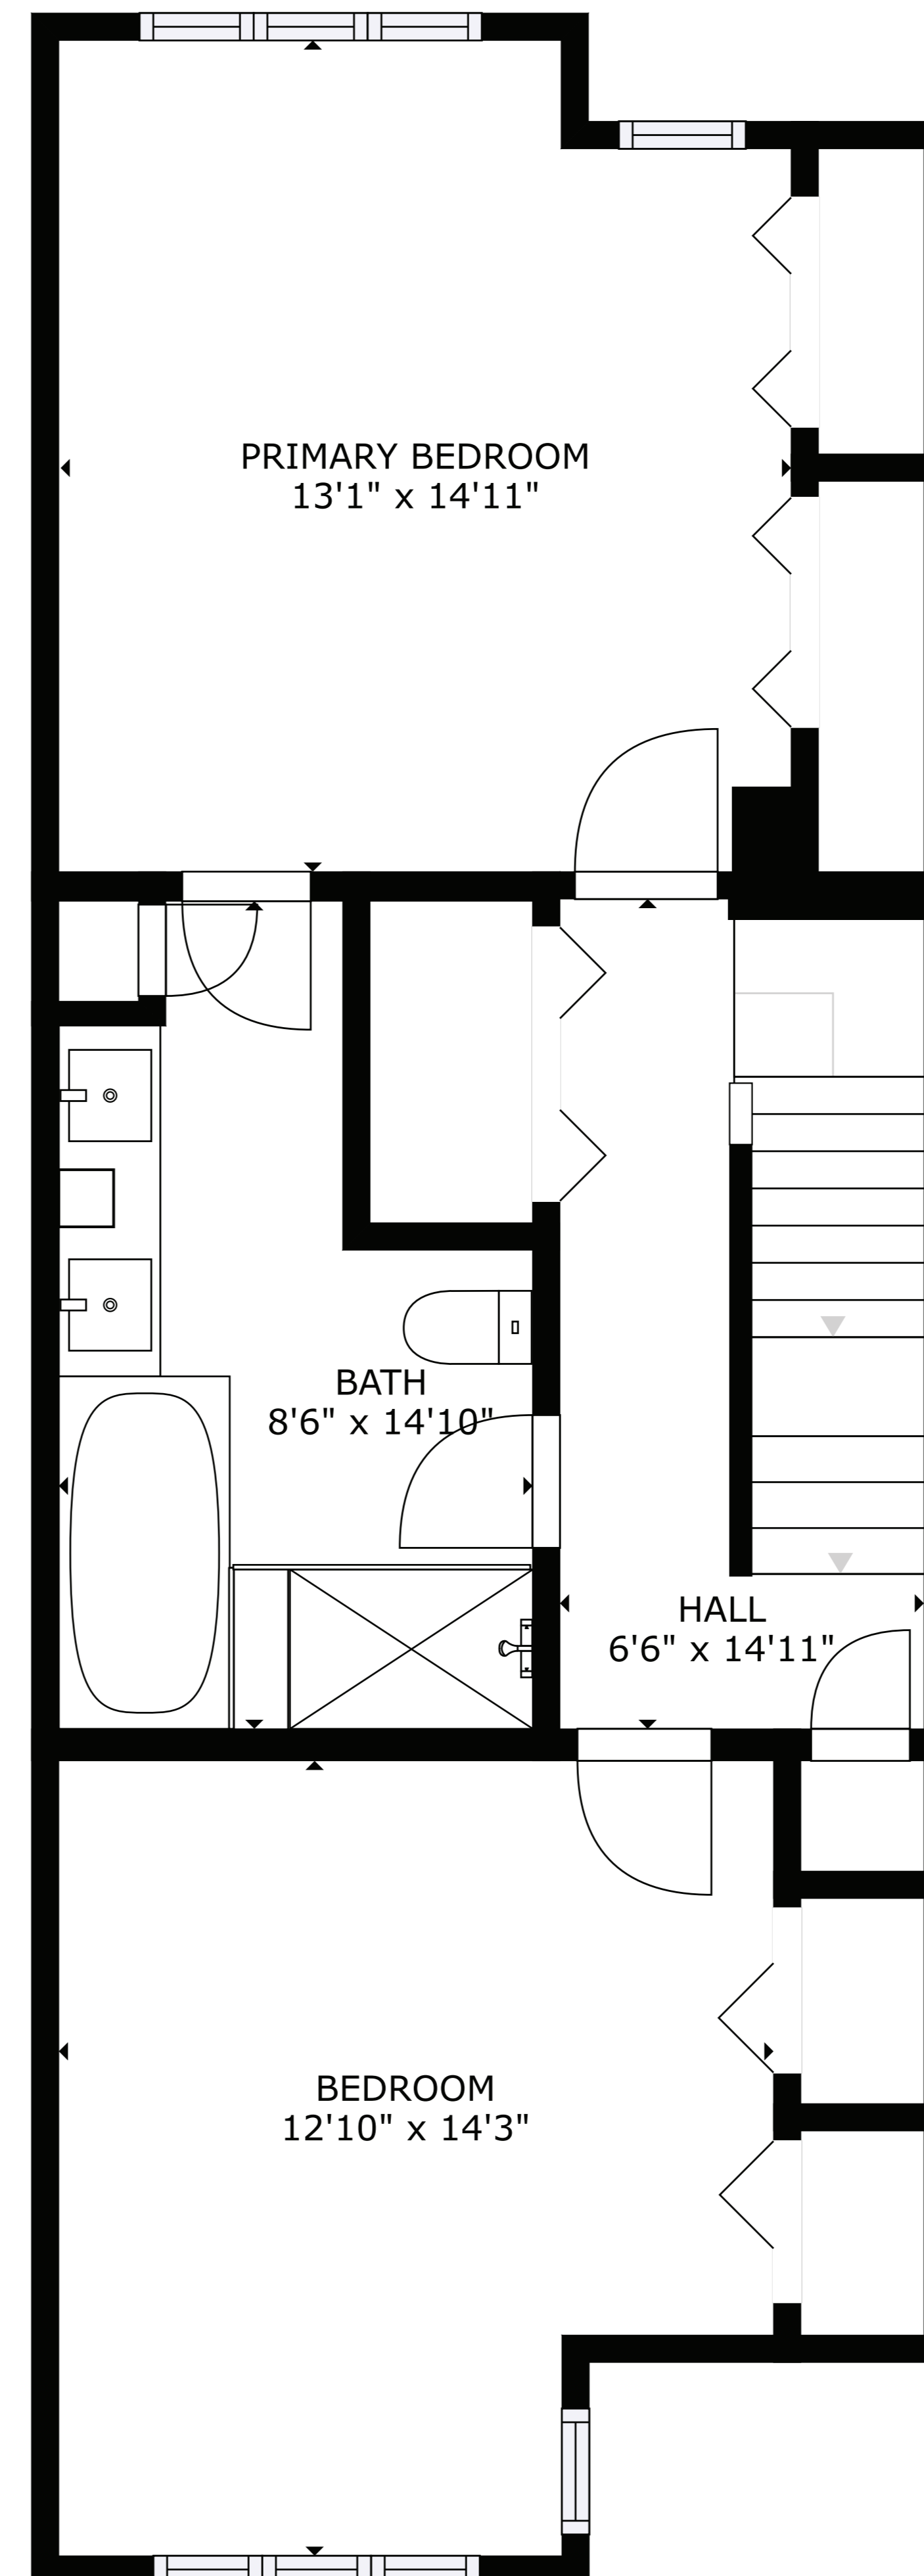 PRIMARY BEDROOM
13'1" x 14'11"
BATH
8'6" x 14'10"
HALL
6'6" x 14'11"
BEDROOM
12'10" x 14'3"